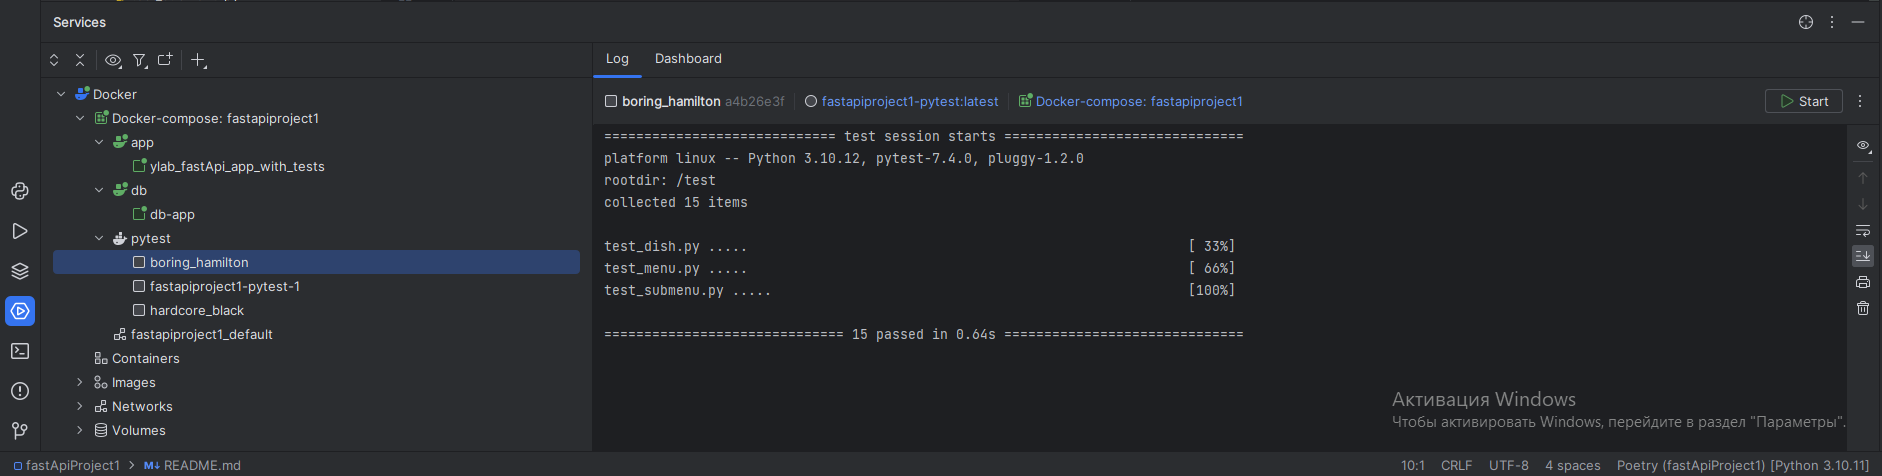 Services
Log Dashboard
Docker
Docker-compose: fastapiproject1
app
ylab_fastApi_app_with_tests
db
db-app
pytest
boring_hamilton
fastapiproject1-pytest-1
hardcore_black
fastapiproject1_default
Containers
Images
Networks
Volumes
boring_hamilton a4b26e3f fastapiproject1-pytest:latest Docker-compose: fastapiproject1 Start
============================= test session starts ==============================
platform linux -- Python 3.10.12, pytest-7.4.0, pluggy-1.2.0
rootdir: /test
collected 15 items
test_dish.py ..... [ 33%]
test_menu.py ..... [ 66%]
test_submenu.py ..... [100%]
============================== 15 passed in 0.64s ==============================
Активация Windows
Чтобы активировать Windows, перейдите в раздел "Параметры".
fastApiProject1 > M↓ README.md 10:1 CRLF UTF-8 4 spaces Poetry (fastApiProject1) [Python 3.10.11]